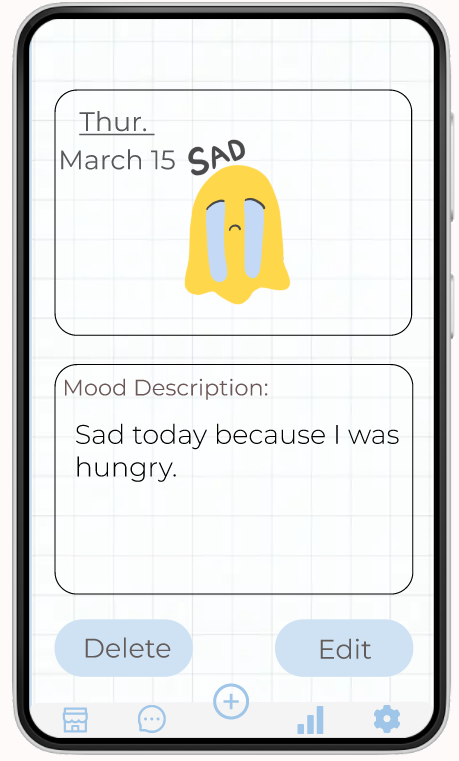 Thur.
March 15 SAD
Mood Description:
Sad today because I was
hungry.
Delete Edit